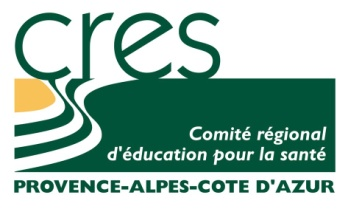 cres
Comité régional
d'éducation pour la santé
PROVENCE-ALPES-COTE D'AZUR